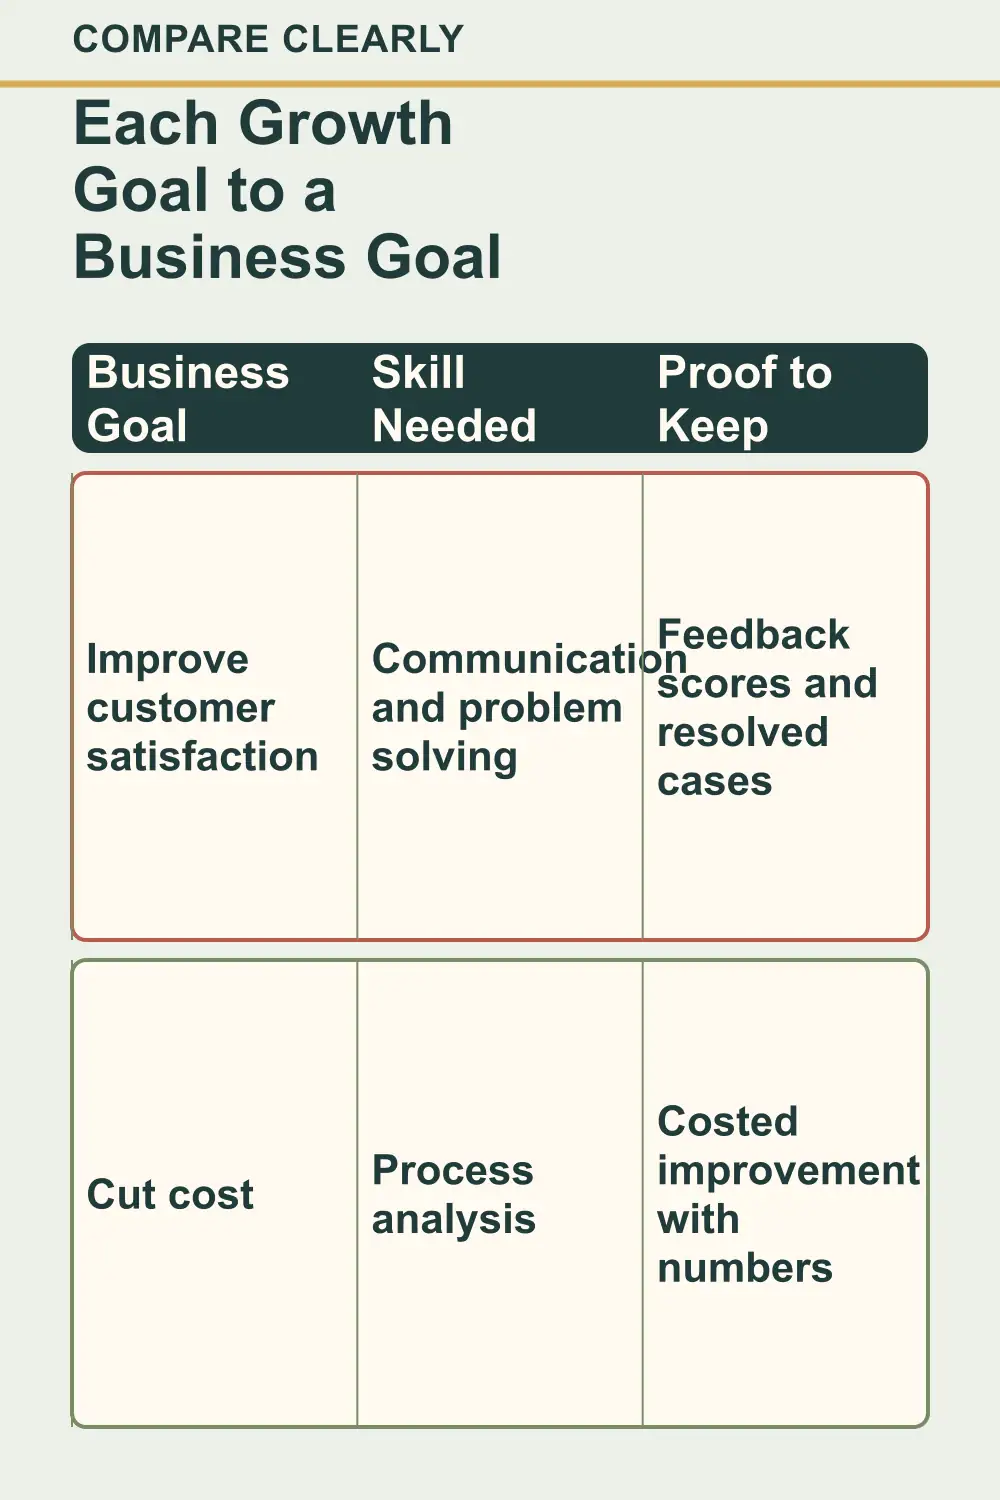 COMPARE CLEARLY
Each Growth
Goal to a
Business Goal
Business
Goal
Skill
Needed
Proof to
Keep
Improve
customer
satisfaction
Communication
and problem
solving
Feedback
scores and
resolved
cases
Cut cost
Process
analysis
Costed
improvement
with
numbers